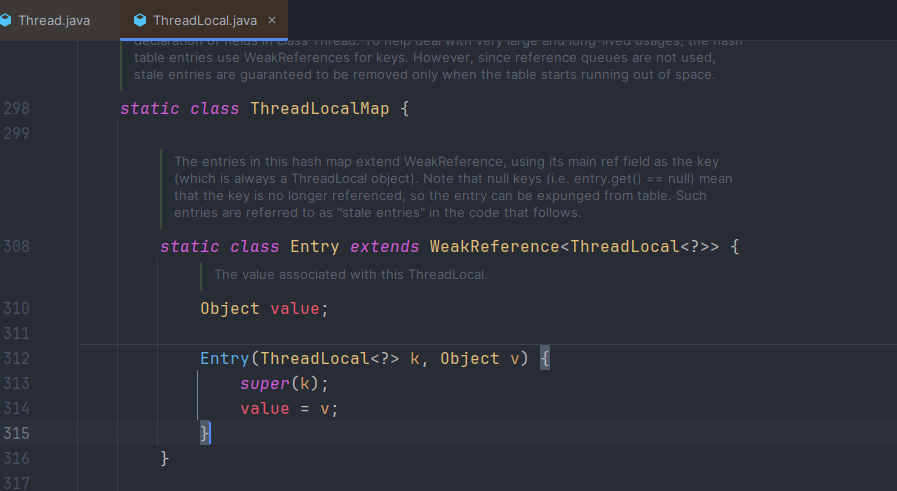 Thread.java ThreadLocal.java ×
declaration of fields in class Thread. To help deal with very large and long-lived usages, the hash
table entries use WeakReferences for keys. However, since reference queues are not used,
stale entries are guaranteed to be removed only when the table starts running out of space.
298 static class ThreadLocalMap {
299
The entries in this hash map extend WeakReference, using its main ref field as the key
(which is always a ThreadLocal object). Note that null keys (i.e. entry.get() == null) mean
that the key is no longer referenced, so the entry can be expunged from table. Such
entries are referred to as "stale entries" in the code that follows.
308 static class Entry extends WeakReference<ThreadLocal<?>> {
The value associated with this ThreadLocal.
310 Object value;
311
312 Entry(ThreadLocal<?> k, Object v) {
313 super(k);
314 value = v;
315 }
316 }
317